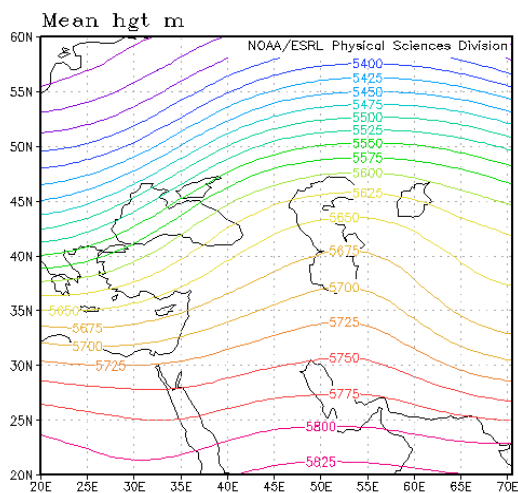 Mean hgt m
60N
NOAA/ESRL Physical Sciences Division
5400
55N
5425
5450
5475
5500
50N
5525
5550
5575
5600
45N
5625
5650
40N
5675
5700
35N
5650
5675
5725
5700
30N
5725
5750
5775
25N
5800
5825
20N
20E 25E 30E 35E 40E 45E 50E 55E 60E 65E 70E